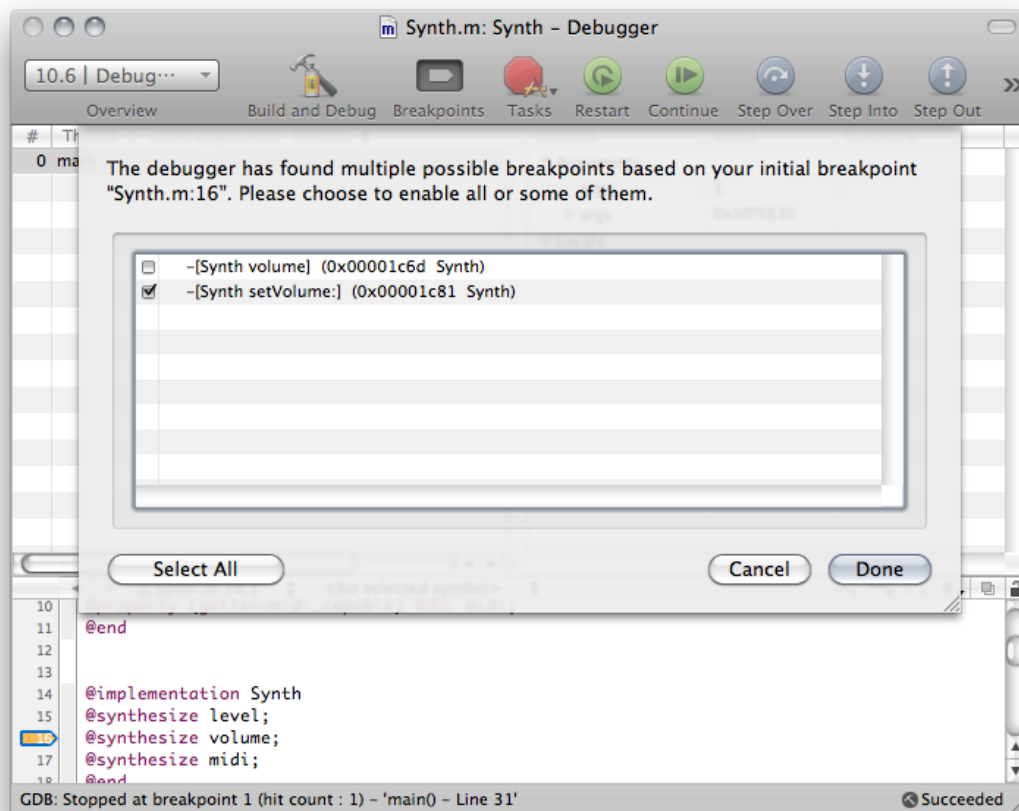 Synth.m: Synth – Debugger
10.6 | Debug···
Overview
Build and Debug
Breakpoints
Tasks
Restart
Continue
Step Over
Step Into
Step Out
#
Th
0 ma
The debugger has found multiple possible breakpoints based on your initial breakpoint
“Synth.m:16”. Please choose to enable all or some of them.
-[Synth volume] (0x00001c6d Synth)
-[Synth setVolume:] (0x00001c81 Synth)
Select All
Cancel
Done
10
11 @end
12
13
14 @implementation Synth
15 @synthesize level;
16 @synthesize volume;
17 @synthesize midi;
18 @end
GDB: Stopped at breakpoint 1 (hit count : 1) – 'main() – Line 31'
Succeeded